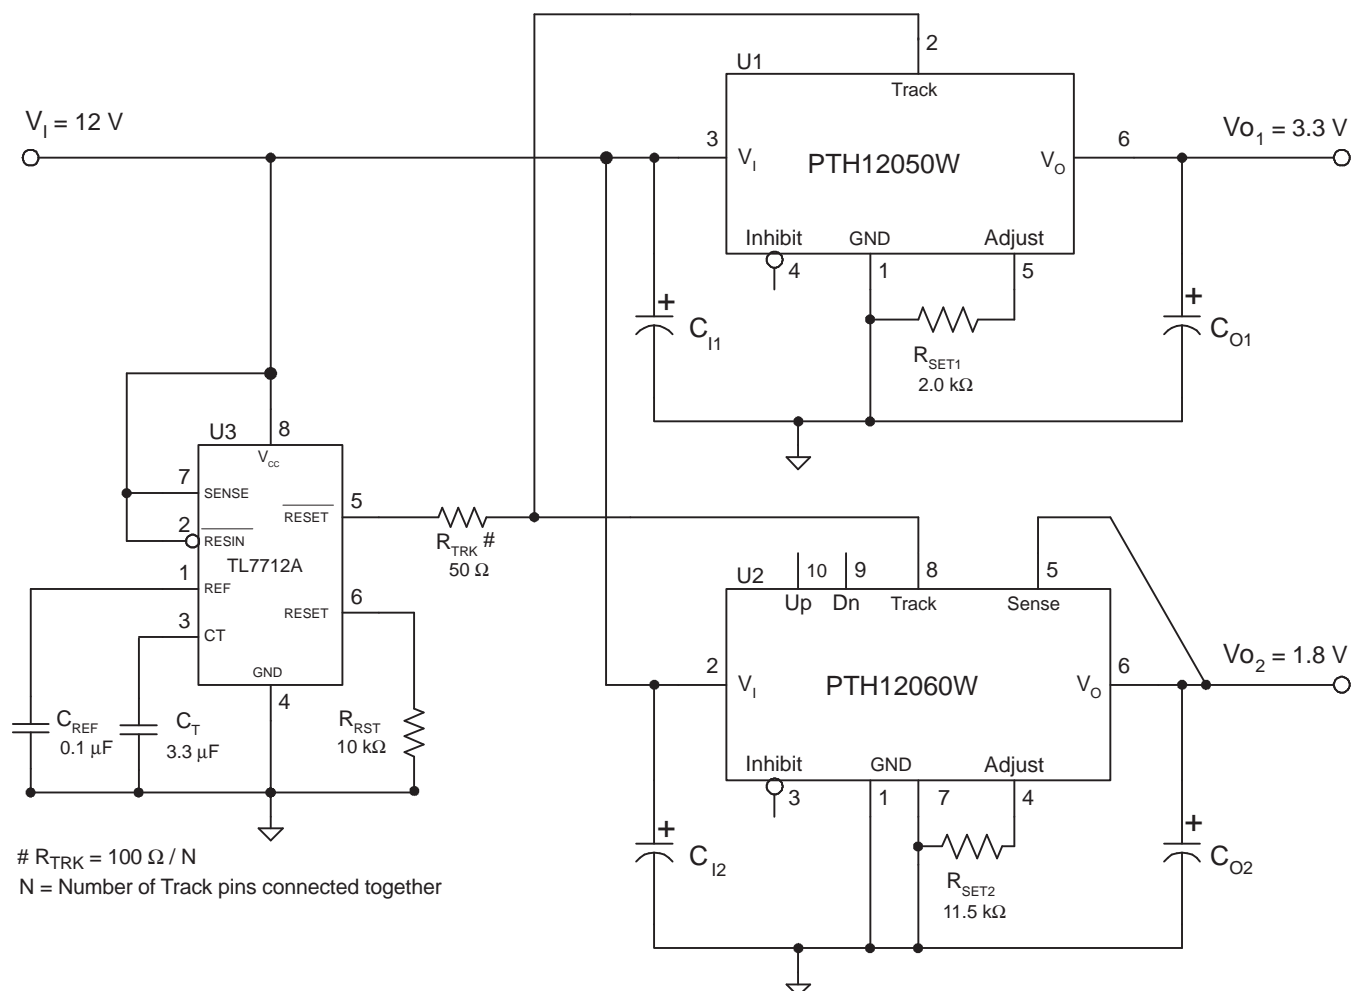 2
U1
Track
V_I = 12 V
3
V_I
PTH12050W
V_O
6
Vo_1 = 3.3 V
Inhibit
GND
Adjust
4
1
5
+
C_I1
R_SET1
2.0 kΩ
+
C_O1
U3
8
V_cc
7
SENSE
2
RESIN
TL7712A
1
REF
3
CT
RESET
5
RESET
6
GND
4
R_TRK #
50 Ω
C_REF
0.1 μF
C_T
3.3 μF
R_RST
10 kΩ
U2
10
9
8
5
Up
Dn
Track
Sense
2
V_I
PTH12060W
V_O
6
Vo_2 = 1.8 V
Inhibit
GND
Adjust
3
1
7
4
+
C_I2
R_SET2
11.5 kΩ
+
C_O2
# R_TRK = 100 Ω / N
N = Number of Track pins connected together